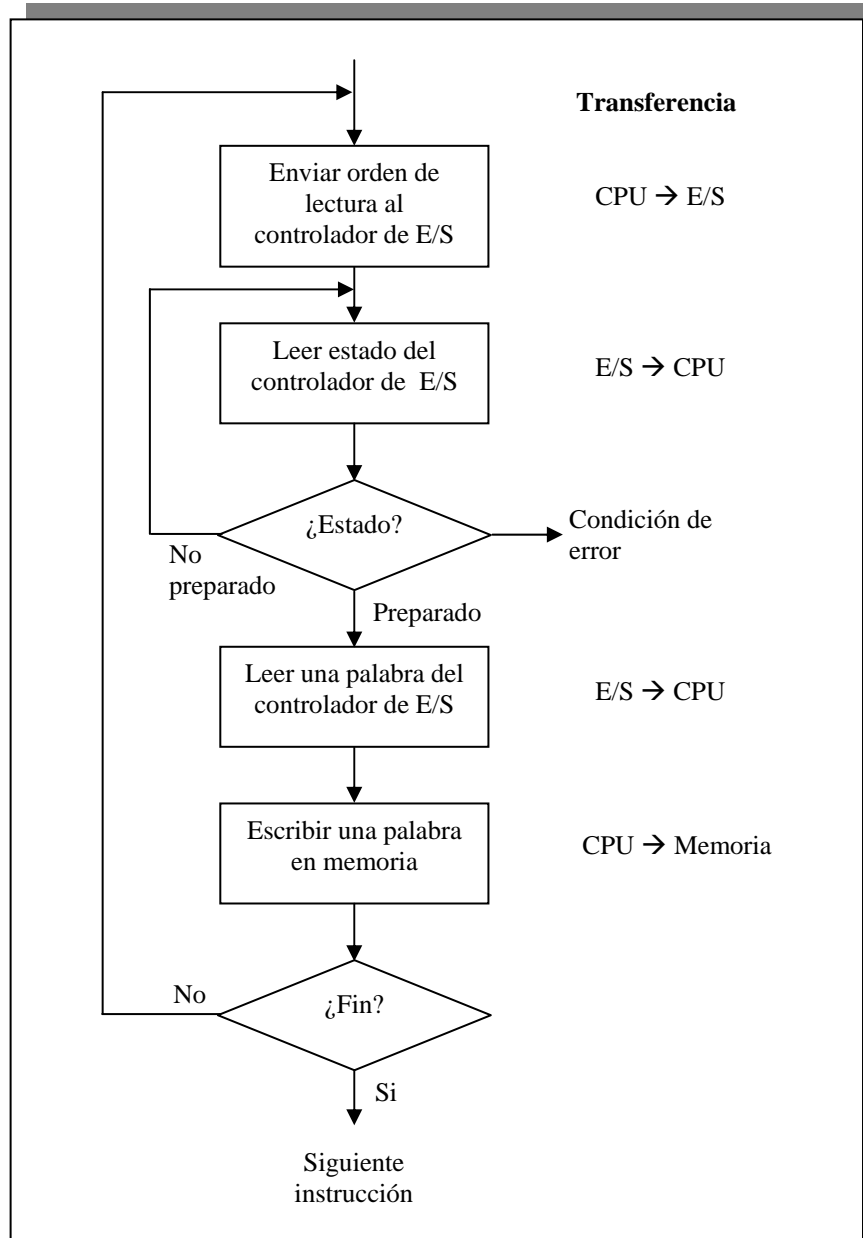 Transferencia
Enviar orden de
lectura al
controlador de E/S
CPU → E/S
Leer estado del
controlador de E/S
E/S → CPU
¿Estado?
Condición de
error
No
preparado
Preparado
Leer una palabra del
controlador de E/S
E/S → CPU
Escribir una palabra
en memoria
CPU → Memoria
¿Fin?
No
Si
Siguiente
instrucción